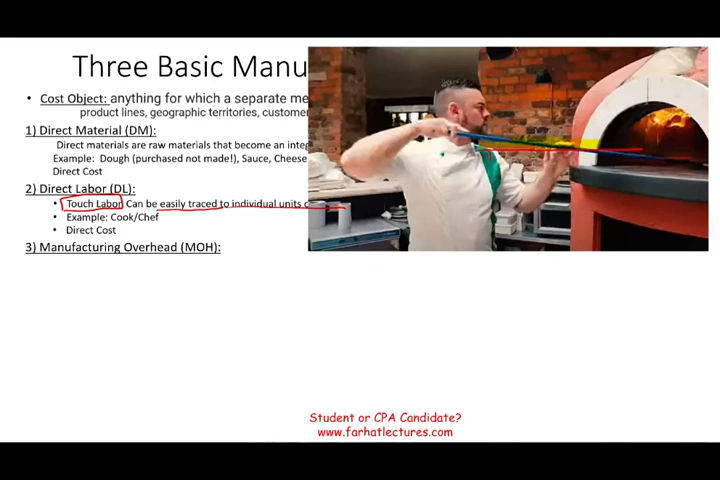 Three Basic Manu
• Cost Object: anything for which a separate me
product lines, geographic territories, custome
1) Direct Material (DM):
Direct materials are raw materials that become an inte
Example: Dough (purchased not made!), Sauce, Cheese
Direct Cost
2) Direct Labor (DL):
• Touch Labor Can be easily traced to individual units
• Example: Cook/Chef
• Direct Cost
3) Manufacturing Overhead (MOH):
Student or CPA Candidate?
www.farhatlectures.com